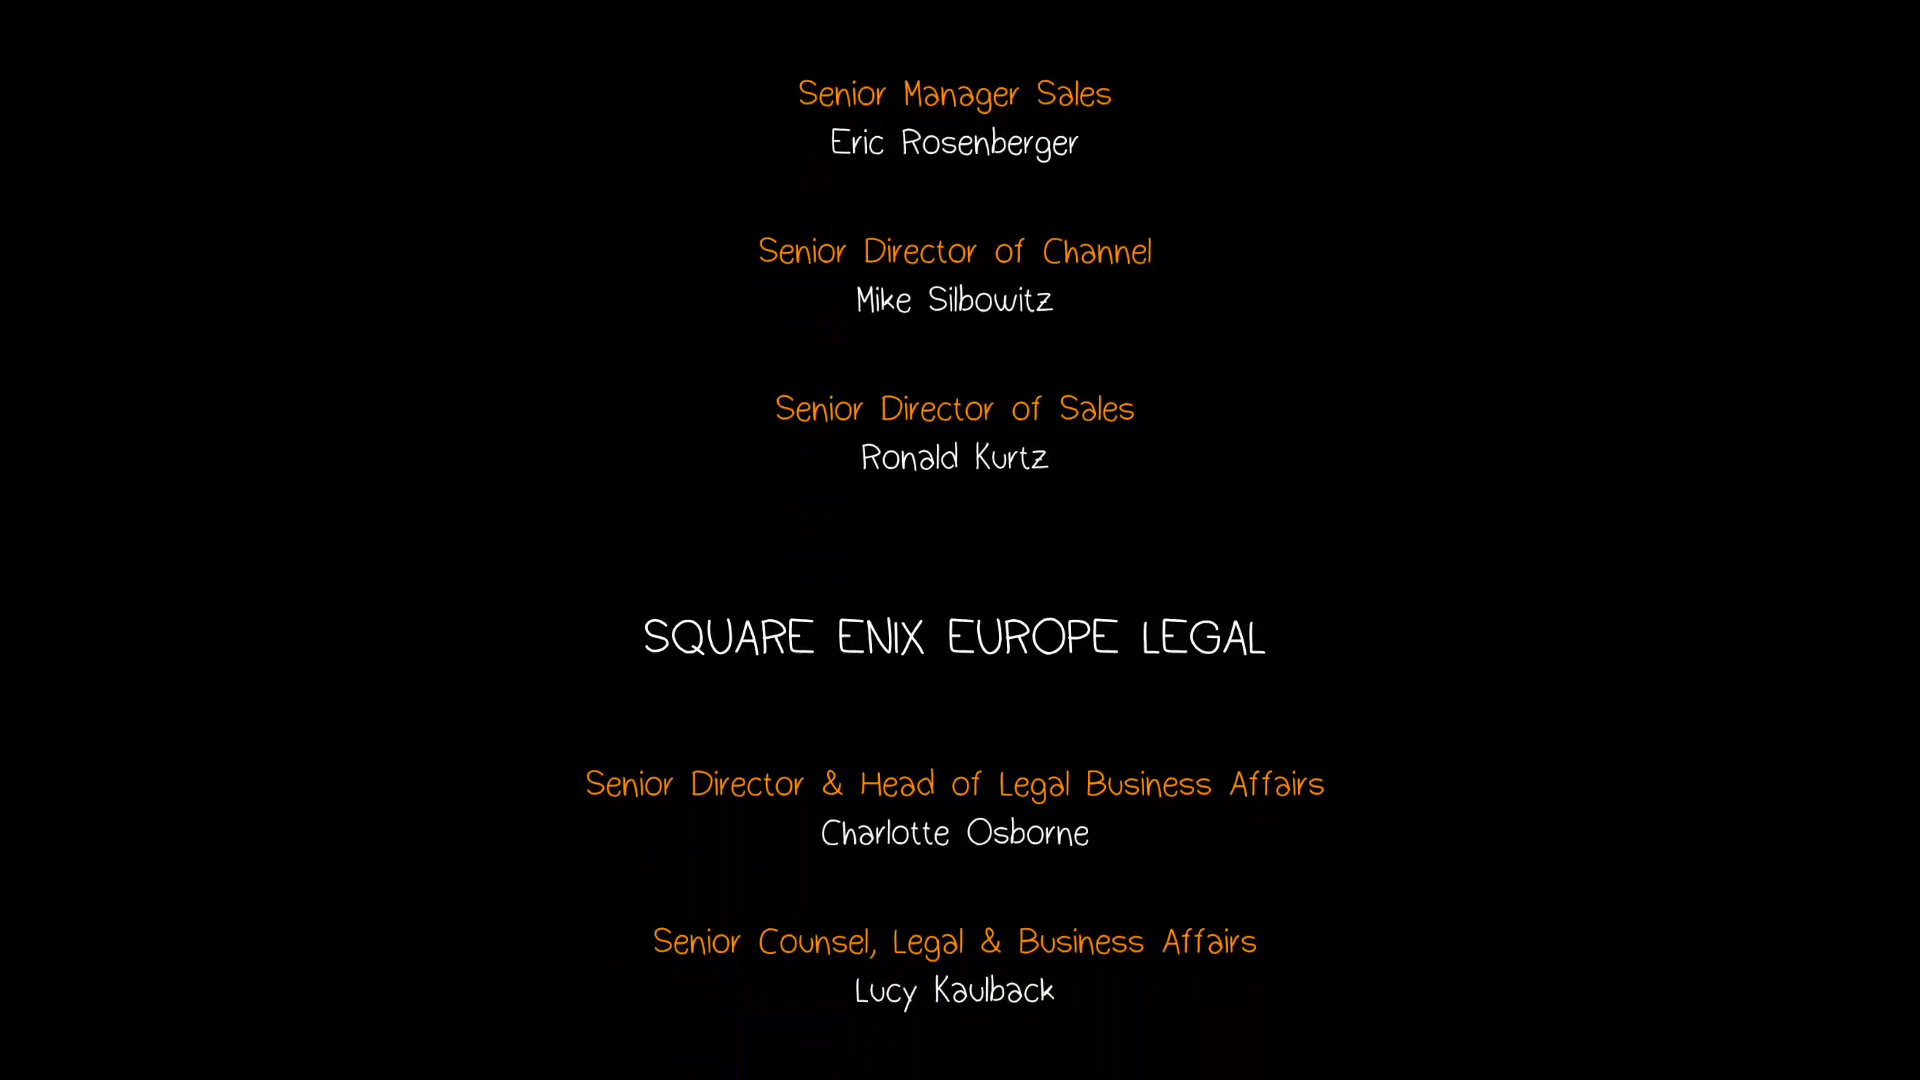 Senior Manager Sales
Eric Rosenberger
Senior Director of Channel
Mike Silbowitz
Senior Director of Sales
Ronald Kurtz
SQUARE ENIX EUROPE LEGAL
Senior Director & Head of Legal Business Affairs
Charlotte Osborne
Senior Counsel, Legal & Business Affairs
Lucy Kaulback